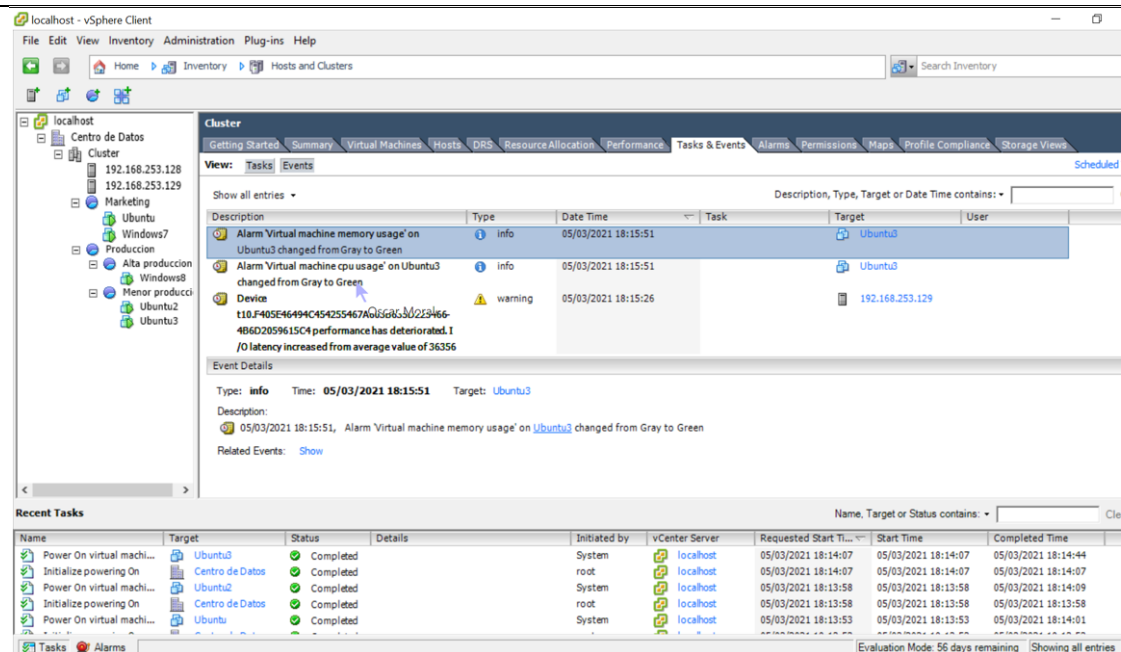 localhost - vSphere Client
File Edit View Inventory Administration Plug-ins Help
Home Inventory Hosts and Clusters
Search Inventory
localhost
Centro de Datos
Cluster
192.168.253.128
192.168.253.129
Marketing
Ubuntu
Windows7
Produccion
Alta produccion
Windows8
Menor producci
Ubuntu2
Ubuntu3
Cluster
Getting Started Summary Virtual Machines Hosts DRS Resource Allocation Performance Tasks & Events Alarms Permissions Maps Profile Compliance Storage Views
View: Tasks Events
Scheduled
Show all entries
Description, Type, Target or Date Time contains:
Description Type Date Time Task Target User
Alarm 'Virtual machine memory usage' on info 05/03/2021 18:15:51 Ubuntu3
Ubuntu3 changed from Gray to Green
Alarm 'Virtual machine cpu usage' on Ubuntu3 info 05/03/2021 18:15:51 Ubuntu3
changed from Gray to Green
Device warning 05/03/2021 18:15:26 192.168.253.129
4B6D2059615C4 performance has deteriorated. I
/O latency increased from average value of 36356
Event Details
Type: info Time: 05/03/2021 18:15:51 Target: Ubuntu3
Description:
05/03/2021 18:15:51, Alarm 'Virtual machine memory usage' on Ubuntu3 changed from Gray to Green
Related Events: Show
Recent Tasks
Name, Target or Status contains:
Cle
Name Target Status Details Initiated by vCenter Server Requested Start Ti... Start Time Completed Time
Power On virtual machi... Ubuntu3 Completed System localhost 05/03/2021 18:14:07 05/03/2021 18:14:07 05/03/2021 18:14:44
Initialize powering On Centro de Datos Completed root localhost 05/03/2021 18:14:07 05/03/2021 18:14:07 05/03/2021 18:14:07
Power On virtual machi... Ubuntu2 Completed System localhost 05/03/2021 18:13:58 05/03/2021 18:13:58 05/03/2021 18:14:09
Initialize powering On Centro de Datos Completed root localhost 05/03/2021 18:13:58 05/03/2021 18:13:58 05/03/2021 18:13:58
Power On virtual machi... Ubuntu Completed System localhost 05/03/2021 18:13:53 05/03/2021 18:13:53 05/03/2021 18:14:01
Tasks Alarms
Evaluation Mode: 56 days remaining Showing all entries